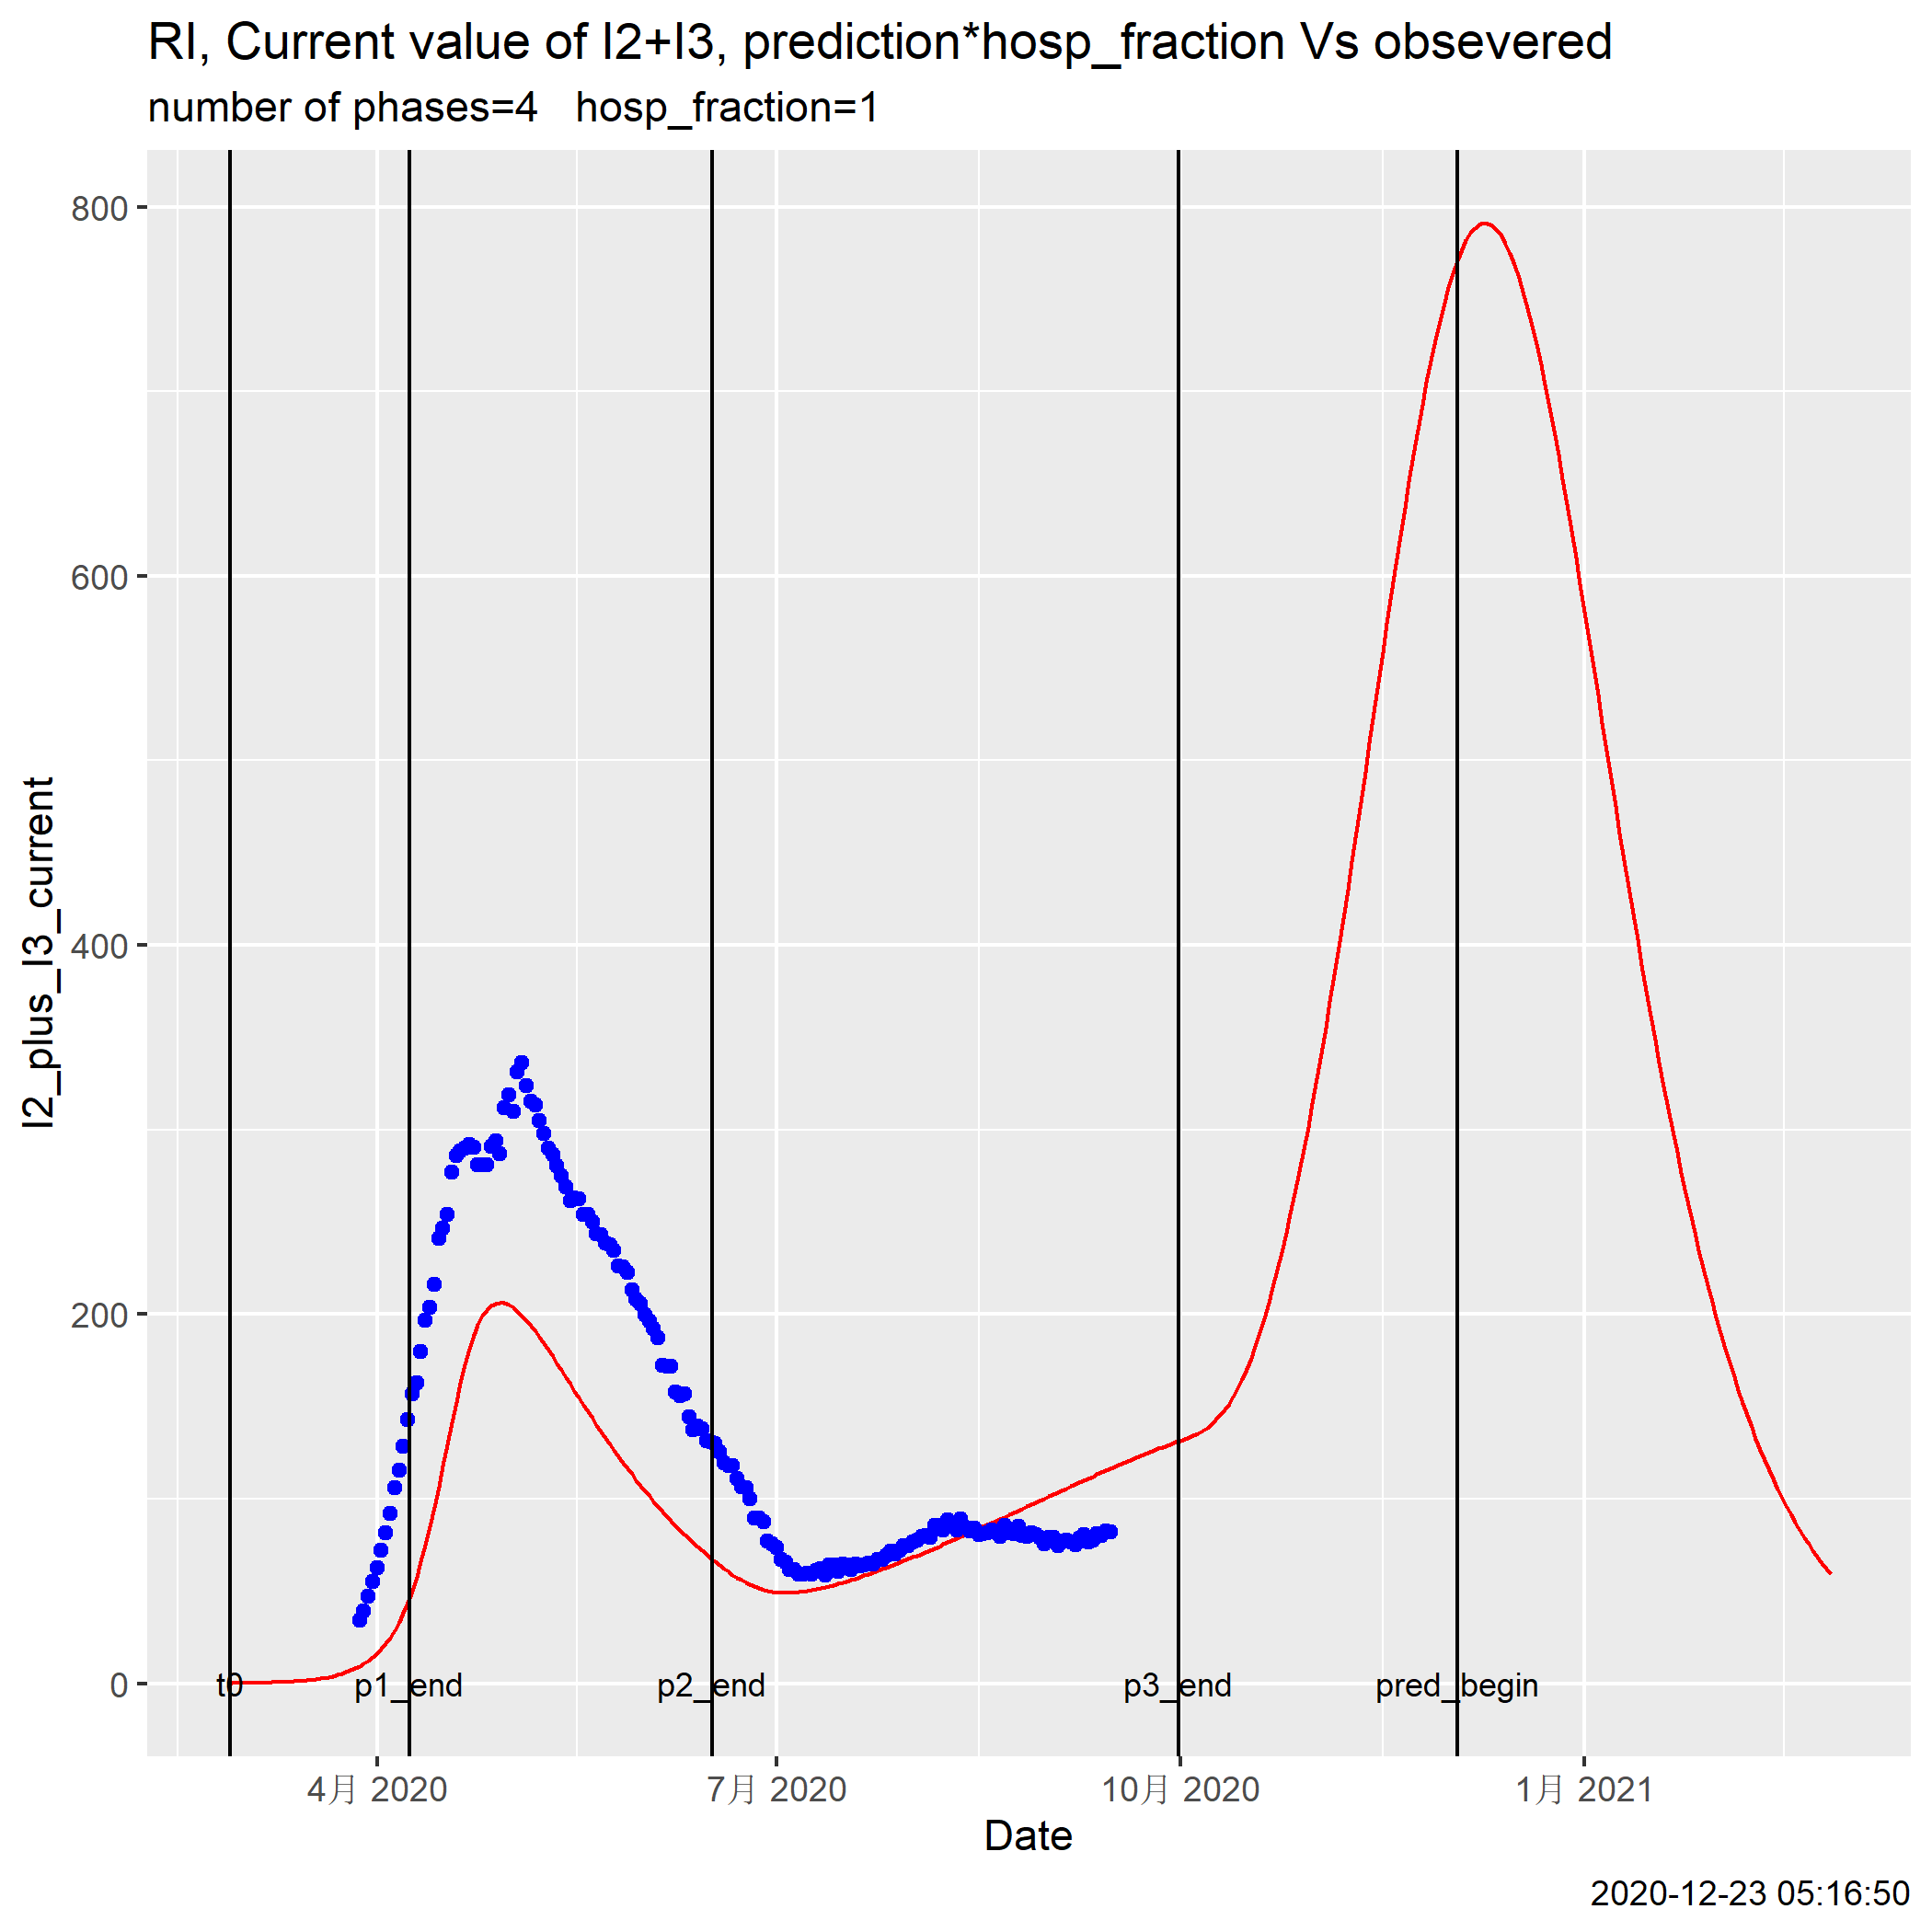 RI, Current value of I2+I3, prediction*hosp_fraction Vs obsevered
number of phases=4   hosp_fraction=1
I2_plus_I3_current
800
600
400
200
0
t0
p1_end
p2_end
p3_end
pred_begin
4月 2020
7月 2020
10月 2020
1月 2021
Date
2020-12-23 05:16:50